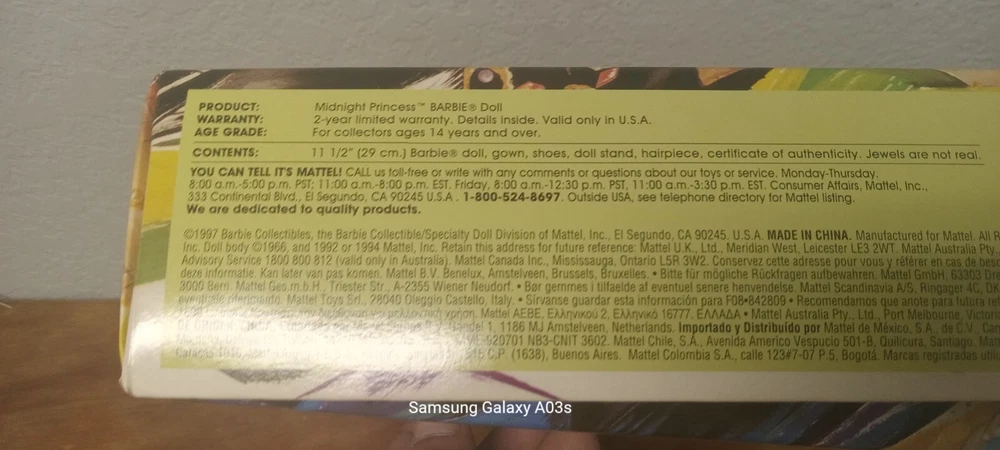 PRODUCT: Midnight Princess™ BARBIE® Doll
WARRANTY: 2-year limited warranty. Details inside. Valid only in U.S.A.
AGE GRADE: For collectors ages 14 years and over.
CONTENTS: 11 1/2" (29 cm.) Barbie® doll, gown, shoes, doll stand, hairpiece, certificate of authenticity. Jewels are not real.
YOU CAN TELL IT'S MATTEL! CALL us toll-free or write with any comments or questions about our toys or service. Monday-Thursday.
8:00 a.m.-5:00 p.m. PST; 11:00 a.m.-8:00 p.m. EST. Friday, 8:00 a.m.-12:30 p.m. PST, 11:00 a.m.-3:30 p.m. EST. Consumer Affairs, Mattel, Inc.,
333 Continental Blvd., El Segundo, CA 90245 U.S.A. 1-800-524-8697. Outside USA, see telephone directory for Mattel listing.
We are dedicated to quality products.
©1997 Barbie Collectibles, the Barbie Collectible/Specialty Doll Division of Mattel, Inc., El Segundo, CA 90245, U.S.A. MADE IN CHINA. Manufactured for Mattel. All
Inc. Doll body ©1966, and 1992 or 1994 Mattel, Inc. Retain this address for future reference: Mattel U.K., Ltd., Meridian West, Leicester LE3 2WT. Mattel Australia Pty.
Advisory Service 1800 800 812 (valid only in Australia). Mattel Canada Inc., Mississauga, Ontario L5R 3W2. Conservez cette adresse pour vous y référer en cas de
deze informatie. Kan later van pas komen. Mattel B.V. Benelux, Amstelveen, Brussels, Bruxelles. • Bitte für mögliche Rückfragen aufbewahren. Mattel GmbH, 63303
3000 Bern. Mattel Ges.m.b.H., Triester Str., A-2355 Wiener Neudorf. • Bør gemmes i tilfælde af eventuel senere henvendelse. Mattel Scandinavia A/S, Ringager 4C,
eventuale riferimento. Mattel Toys Srl., 28040 Oleggio Castello, Italy. • Sírvanse guardar esta información para F08•842809 • Recomendamos que anote para futura
χρήση. Mattel AEBE, Ελληνικού 2, Ελληνικό 16777. ΕΛΛΑΔΑ • Mattel Australia Pty., Ltd., Port Melbourne,
1, 1186 MJ Amstelveen, Netherlands. Importado y Distribuido por Mattel de México, S.A. de C.V.,
520701 NB3-CNIT 3602. Mattel Chile, S.A., Avenida Americo Vespucio 501-B, Quilicura, Santiago.
C.P. (1638), Buenos Aires. Mattel Colombia S.A., calle 123#7-07 P.5, Bogotá. Marcas registradas
Samsung Galaxy A03s